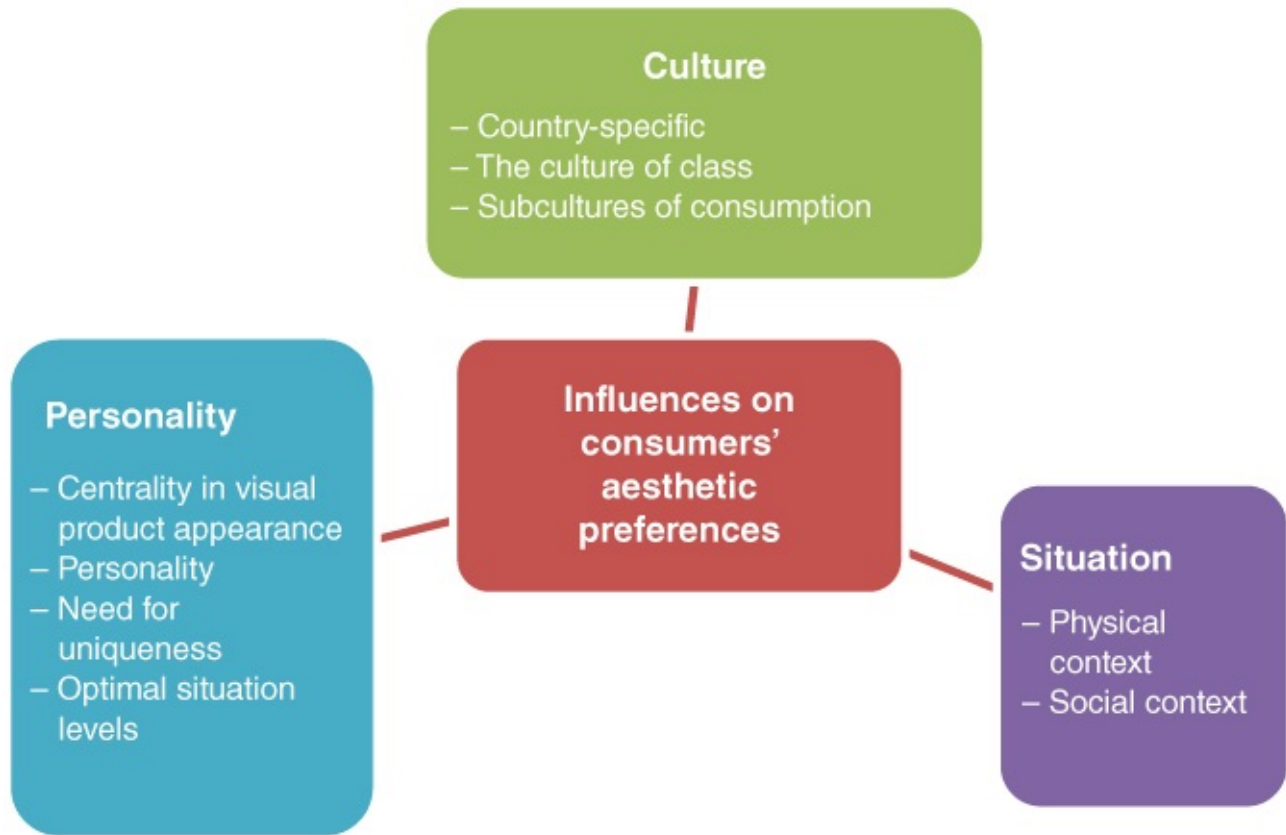 Culture
– Country-specific
– The culture of class
– Subcultures of consumption
Influences on
consumers’
aesthetic
preferences
Personality
– Centrality in visual
product appearance
– Personality
– Need for
uniqueness
– Optimal situation
levels
Situation
– Physical
context
– Social context